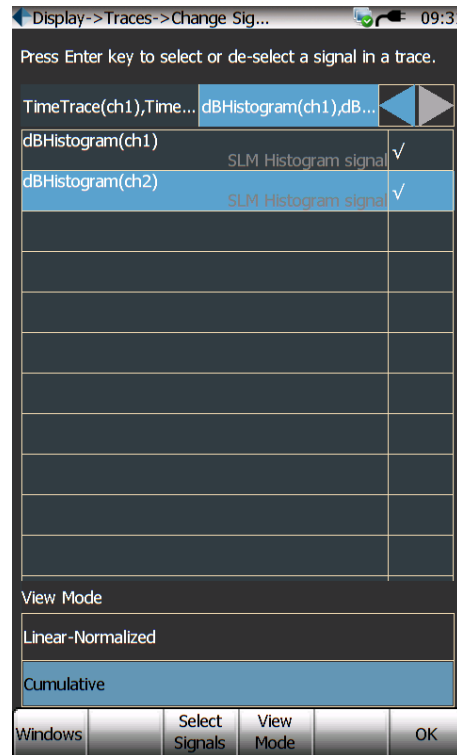 Display->Traces->Change Sig... 09:3
Press Enter key to select or de-select a signal in a trace.
TimeTrace(ch1),Time... dBHistogram(ch1),dB...
dBHistogram(ch1)
SLM Histogram signal √
dBHistogram(ch2)
SLM Histogram signal √
View Mode
Linear-Normalized
Cumulative
Windows Select Signals View Mode OK